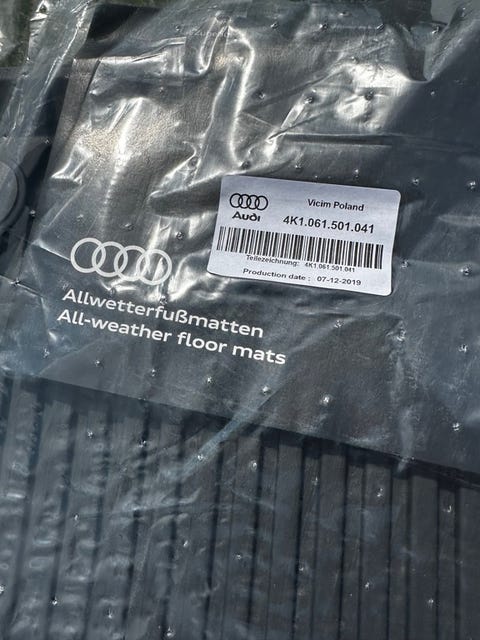 Vicim Poland
Audi
4K1.061.501.041
Teilezeichnung: 4K1.061.501.041
Production date : 07-12-2019
Allwetterfußmatten
All-weather floor mats